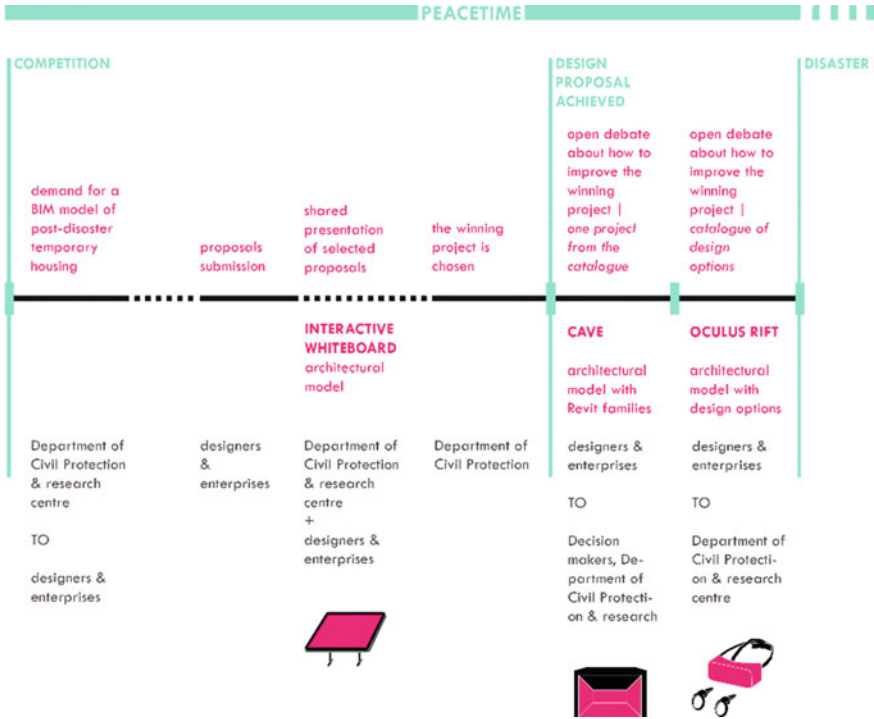 PEACETIME
COMPETITION
DESIGN
PROPOSAL
ACHIEVED
DISASTER
demand for a
BIM model of
post-disaster
temporary
housing
proposals
submission
shared
presentation
of selected
proposals
the winning
project is
chosen
open debate
about how to
improve the
winning
project |
one project
from the
catalogue
open debate
about how to
improve the
winning
project |
catalogue of
design
options
INTERACTIVE
WHITEBOARD
architectural
model
CAVE
architectural
model with
Revit families
OCULUS RIFT
architectural
model with
design options
Department of
Civil Protection
& research
centre
TO
designers &
enterprises
designers
&
enterprises
Department of
Civil Protection
& research
centre
+
designers &
enterprises
Department of
Civil Protection
designers &
enterprises
TO
Decision
makers, De-
partment of
Civil Protecti-
on & research
designers &
enterprises
TO
Department of
Civil Protecti-
on & research
centre